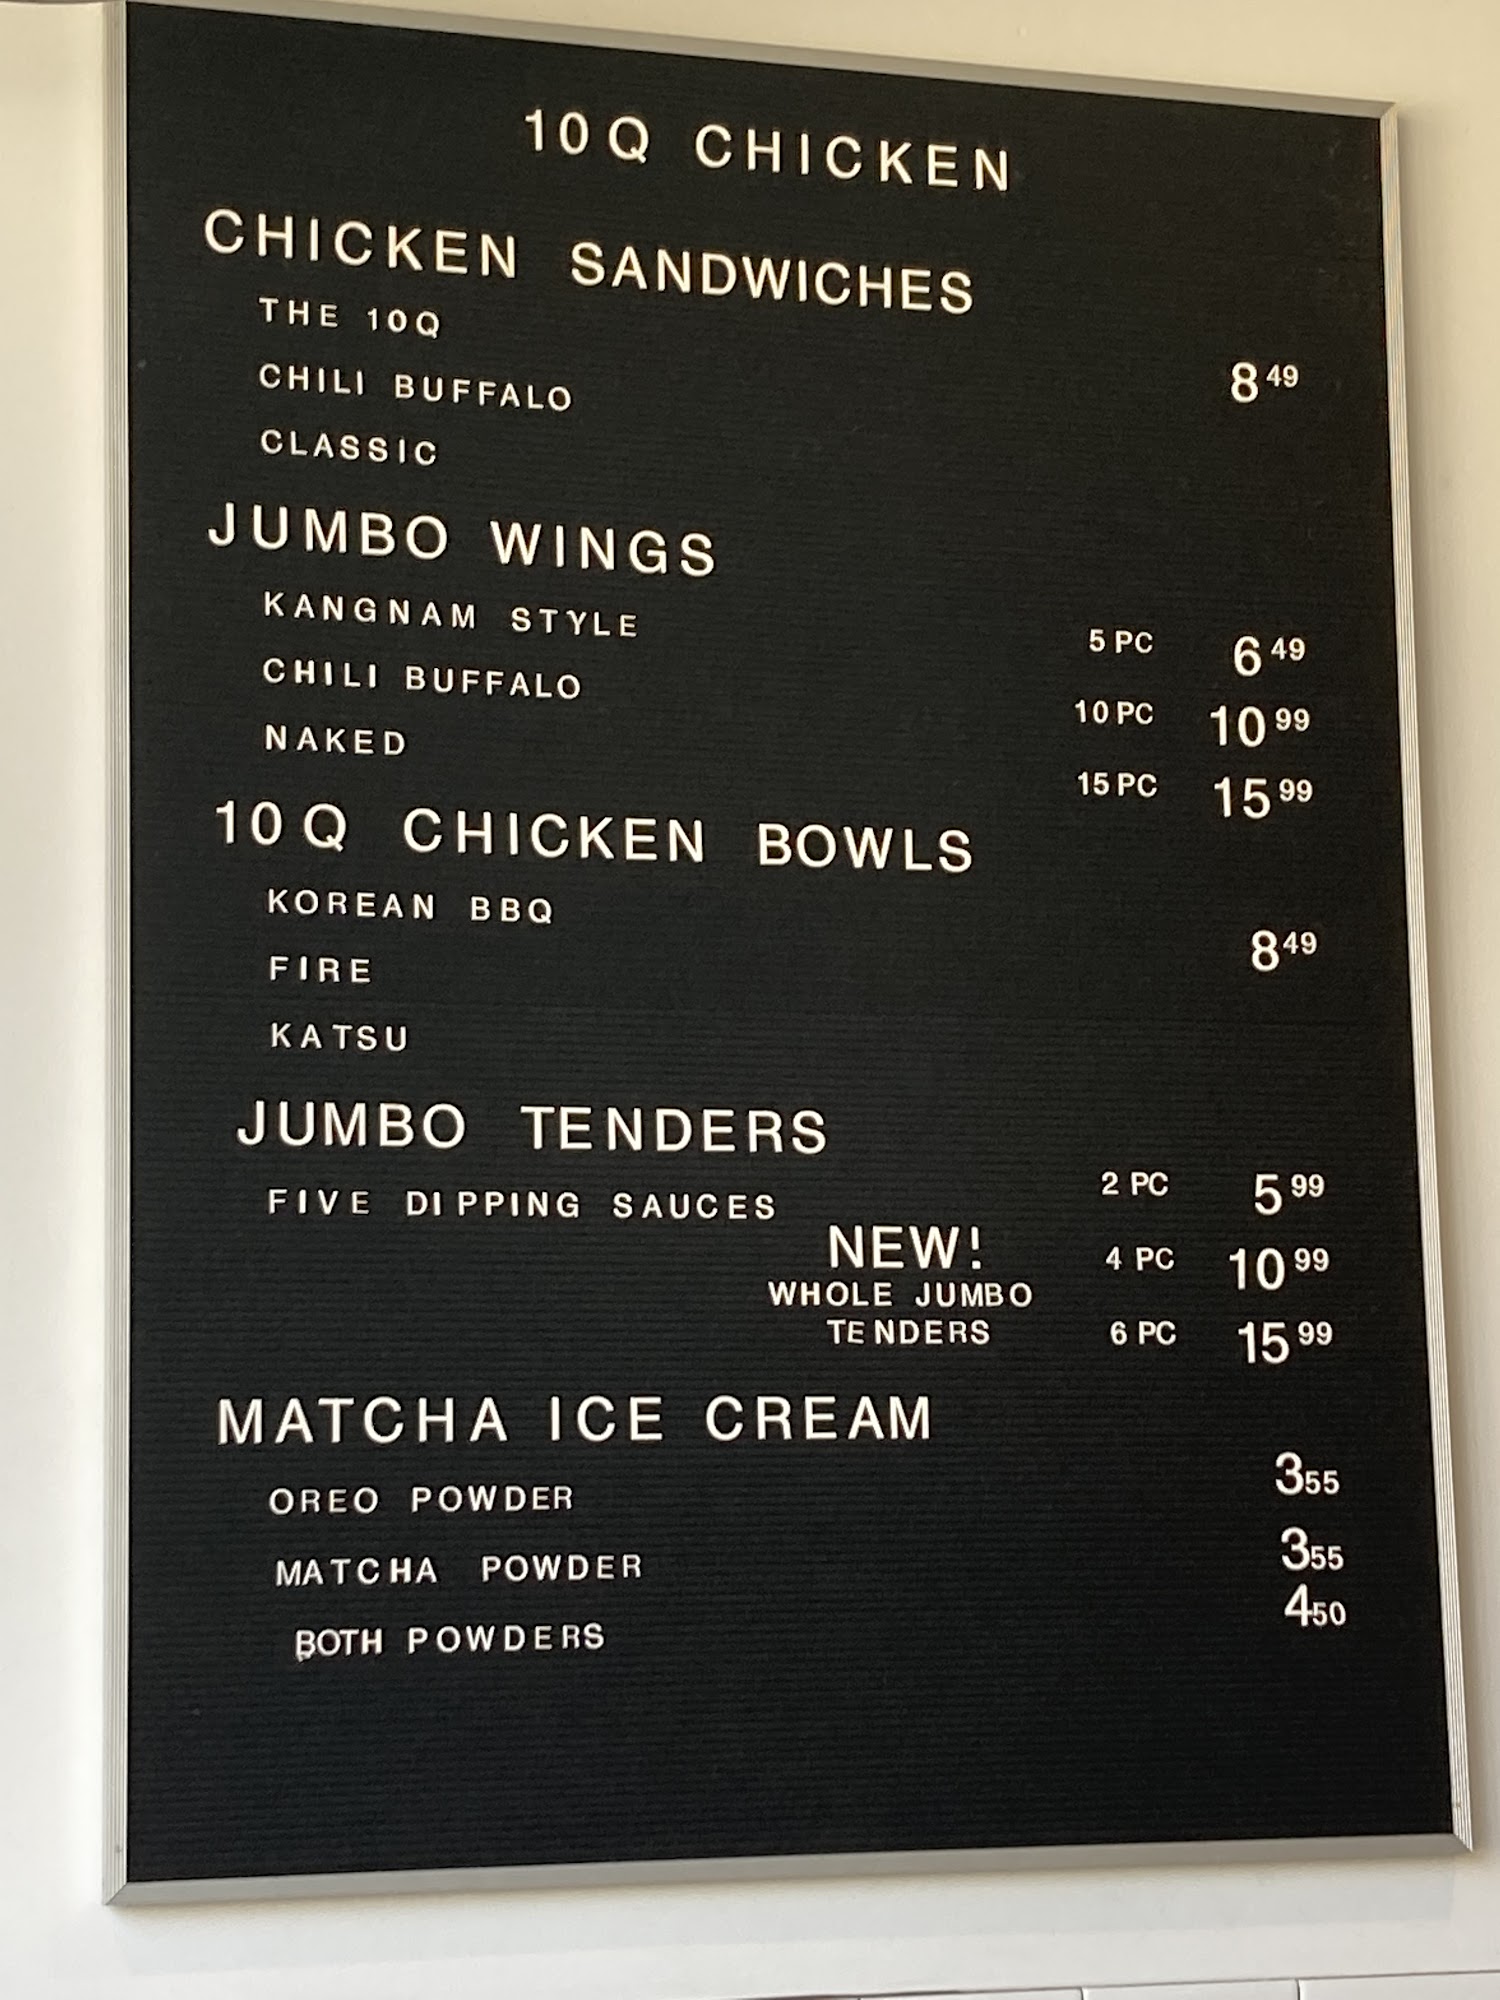 10Q CHICKEN
CHICKEN SANDWICHES
THE 10Q
CHILI BUFFALO 8 49
CLASSIC
JUMBO WINGS
KANGNAM STYLE 5 PC 6 49
CHILI BUFFALO 10 PC 10 99
NAKED 15 PC 15 99
10Q CHICKEN BOWLS
KOREAN BBQ 8 49
FIRE
KATSU
JUMBO TENDERS
FIVE DIPPING SAUCES 2 PC 5 99
NEW! 4 PC 10 99
WHOLE JUMBO
TENDERS 6 PC 15 99
MATCHA ICE CREAM
OREO POWDER 3 55
MATCHA POWDER 3 55
BOTH POWDERS 4 50